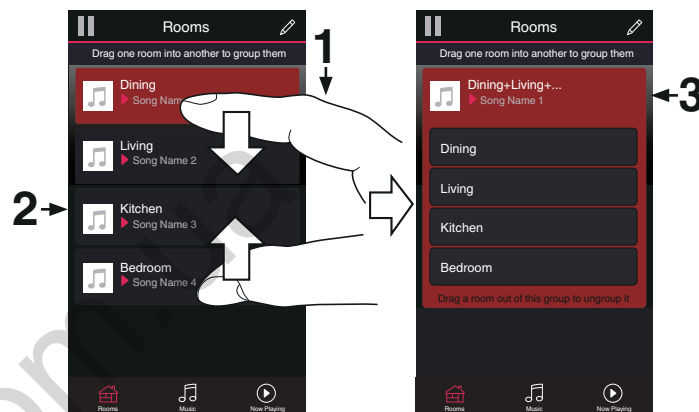 Rooms
Drag one room into another to group them
Dining
Song Nam
Living
Song Name 2
Kitchen
Song Name 3
Bedroom
Song Name 4
Rooms
Music
Now Playing
1
2
Rooms
Drag one room into another to group them
Dining+Living+...
Song Name 1
Dining
Living
Kitchen
Bedroom
Drag a room out of this group to ungroup it
Rooms
Music
Now Playing
3
om.ua